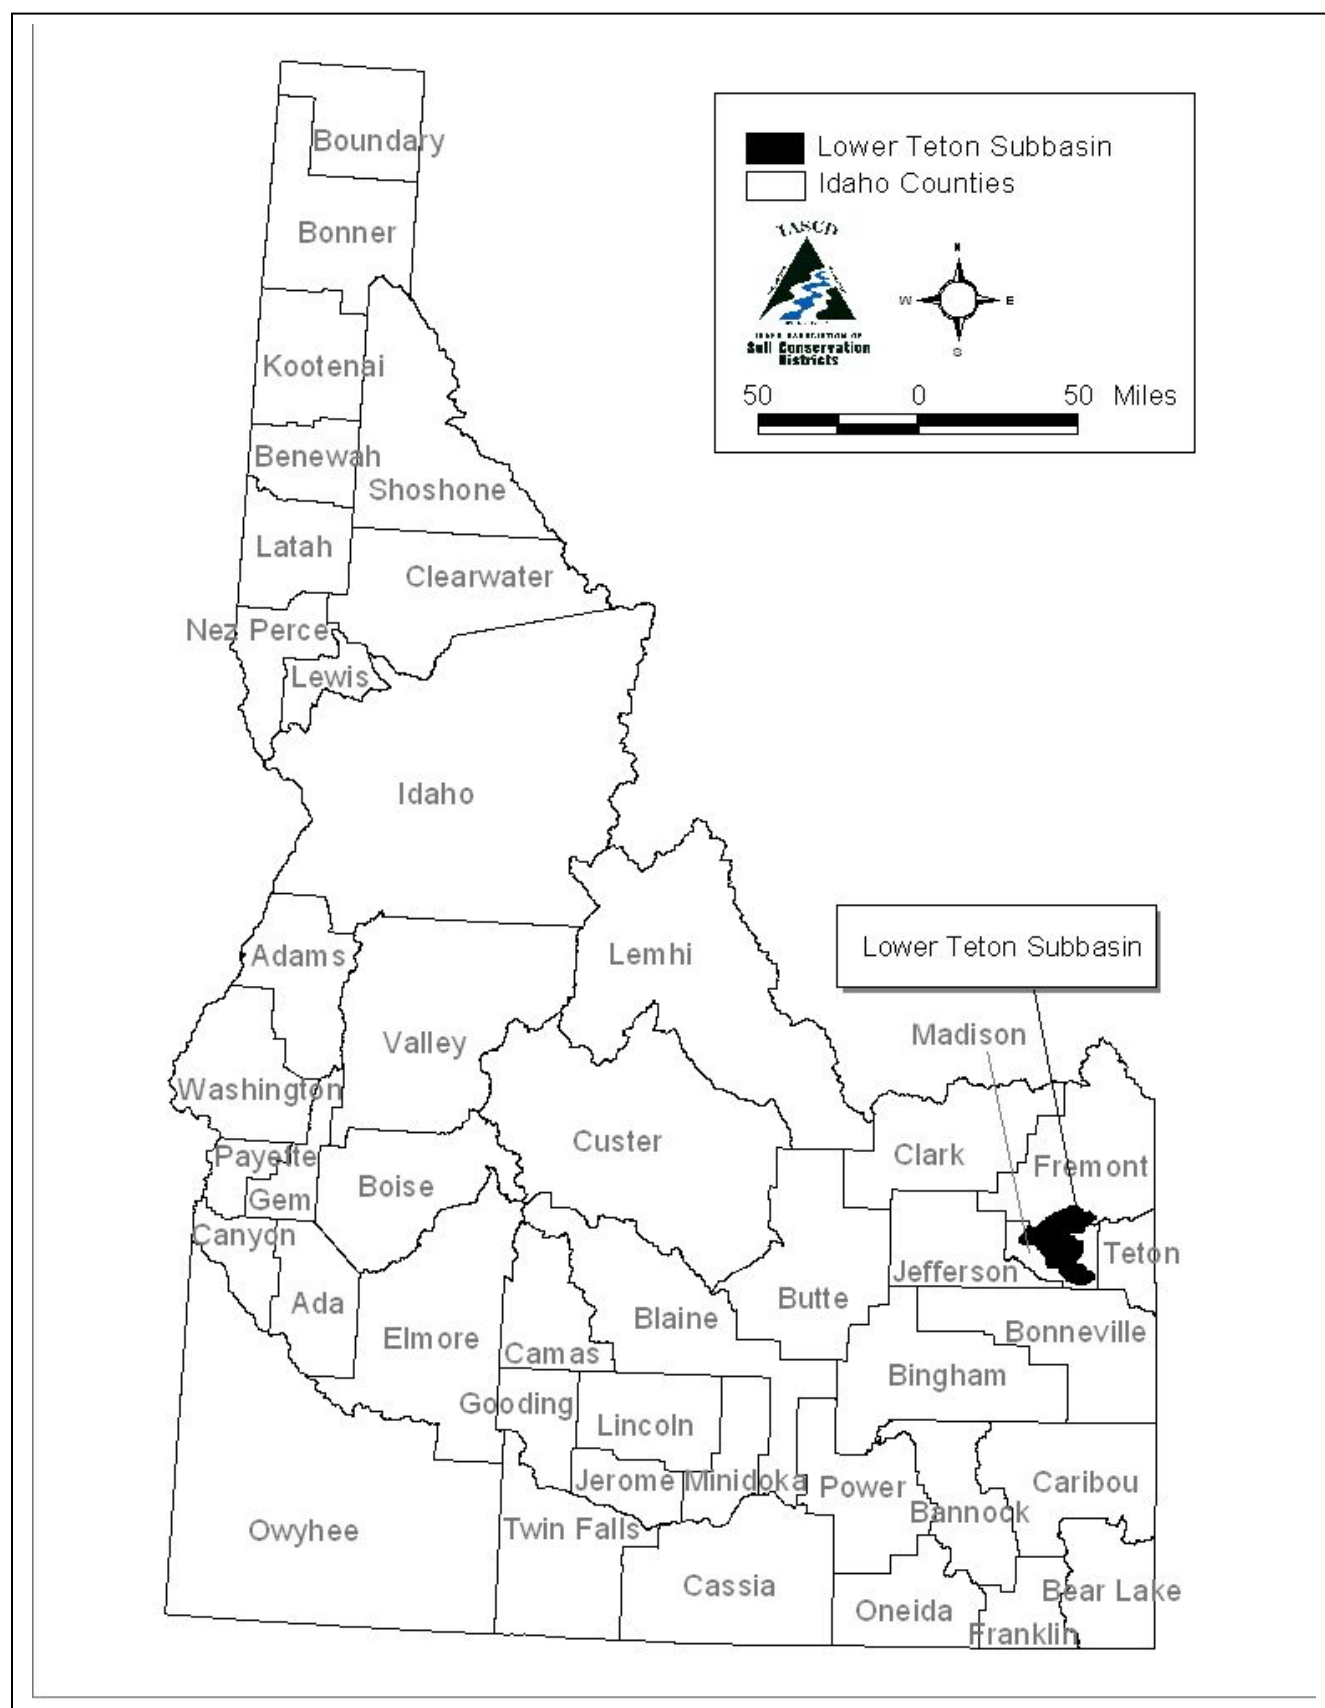 Boundary
Lower Teton Subbasin
Idaho Counties
Bonner
IASCD
N
W
E
S
Soil Conservation
Districts
Kootenai
50 0 50 Miles
Benewah
Shoshone
Latah
Clearwater
Nez Perce
Lewis
Idaho
Lower Teton Subbasin
Adams
Lemhi
Madison
Valley
Washington
Custer
Clark
Fremont
Payette
Boise
Gem
Canyon
Teton
Jefferson
Ada
Butte
Blaine
Bonneville
Elmore
Camas
Bingham
Gooding
Lincoln
Jerome
Minidoka
Power
Caribou
Bannock
Owyhee
Twin Falls
Cassia
Bear Lake
Oneida
Franklin